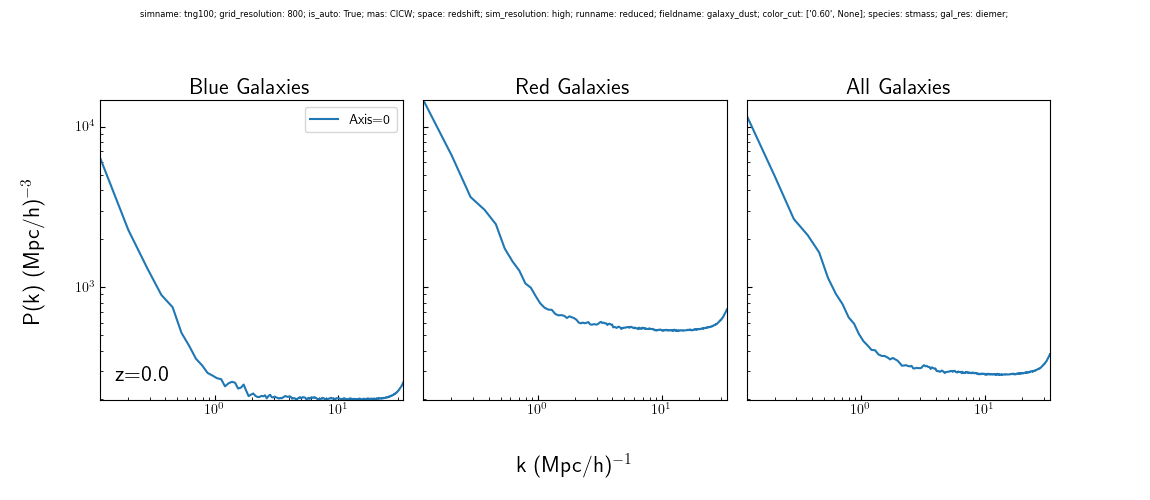 simname: tng100; grid_resolution: 800; is_auto: True; mas: CICW; space: redshift; sim_resolution: high; runname: reduced; fieldname: galaxy_dust; color_cut: ['0.60', None]; species: stmass; gal_res: diemer;
Blue Galaxies
Red Galaxies
All Galaxies
Axis=0
10^4
10^3
P(k) (Mpc/h)^{-3}
z=0.0
10^0
10^1
10^0
10^1
10^0
10^1
k (Mpc/h)^{-1}